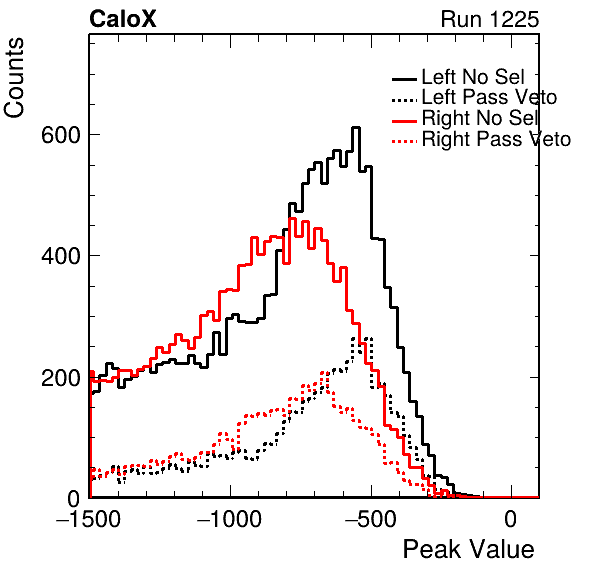 CaloX Run 1225
Counts
Left No Sel
Left Pass Veto
Right No Sel
Right Pass Veto
600
400
200
0
−1500 −1000 −500 0
Peak Value